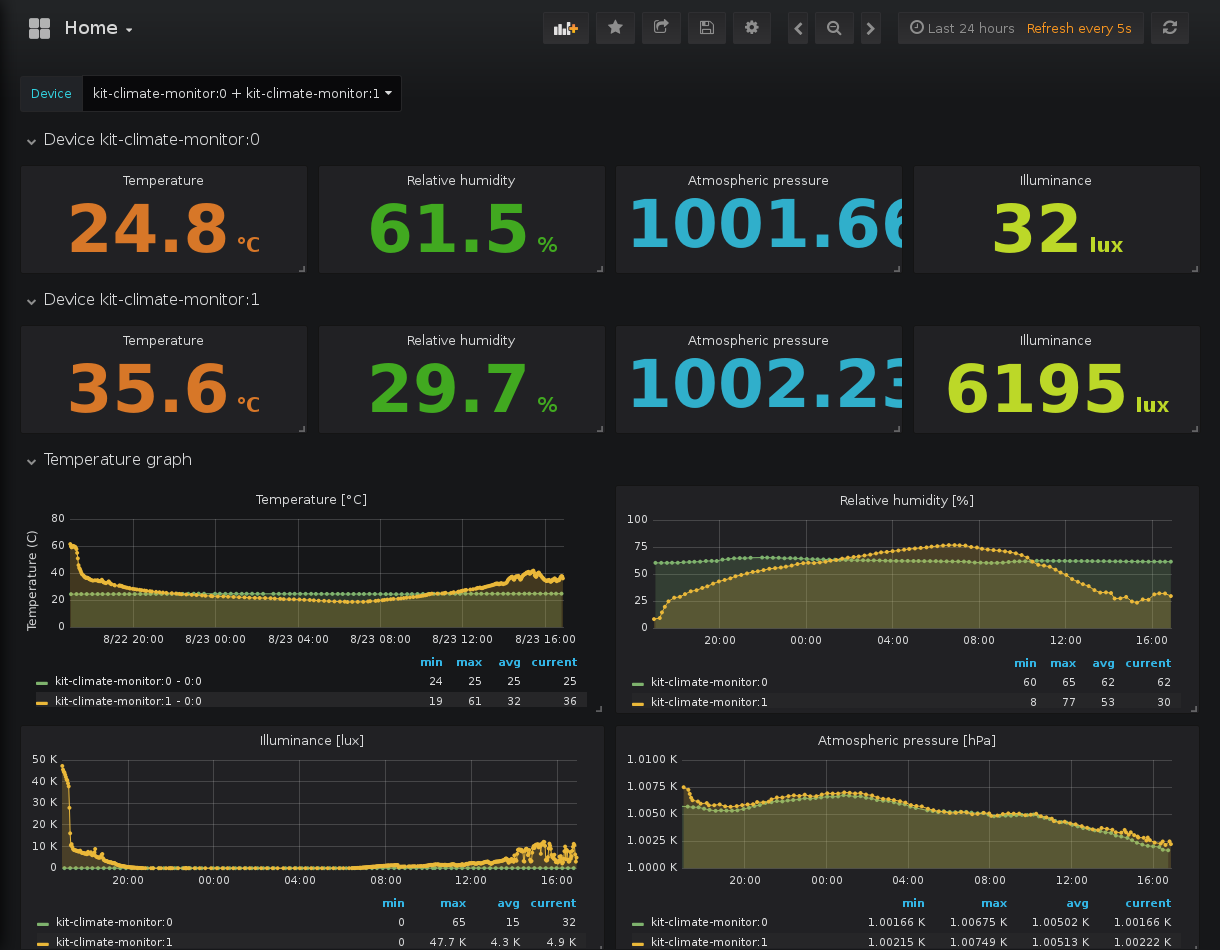 Home
Last 24 hours Refresh every 5s
Device kit-climate-monitor:0 + kit-climate-monitor:1
Device kit-climate-monitor:0
Temperature Relative humidity Atmospheric pressure Illuminance
24.8 °C 61.5 % 1001.66 32 lux
Device kit-climate-monitor:1
Temperature Relative humidity Atmospheric pressure Illuminance
35.6 °C 29.7 % 1002.23 6195 lux
Temperature graph
Temperature [°C]
Temperature (C)
80
60
40
20
0
8/22 20:00 8/23 00:00 8/23 04:00 8/23 08:00 8/23 12:00 8/23 16:00
min max avg current
kit-climate-monitor:0 - 0:0 24 25 25 25
kit-climate-monitor:1 - 0:0 19 61 32 36
Relative humidity [%]
100
75
50
25
0
20:00 00:00 04:00 08:00 12:00 16:00
min max avg current
kit-climate-monitor:0 60 65 62 62
kit-climate-monitor:1 8 77 53 30
Illuminance [lux]
50 K
40 K
30 K
20 K
10 K
0
20:00 00:00 04:00 08:00 12:00 16:00
min max avg current
kit-climate-monitor:0 0 65 15 32
kit-climate-monitor:1 0 47.7 K 4.3 K 4.9 K
Atmospheric pressure [hPa]
1.0100 K
1.0075 K
1.0050 K
1.0025 K
1.0000 K
20:00 00:00 04:00 08:00 12:00 16:00
min max avg current
kit-climate-monitor:0 1.00166 K 1.00675 K 1.00502 K 1.00166 K
kit-climate-monitor:1 1.00215 K 1.00749 K 1.00513 K 1.00222 K